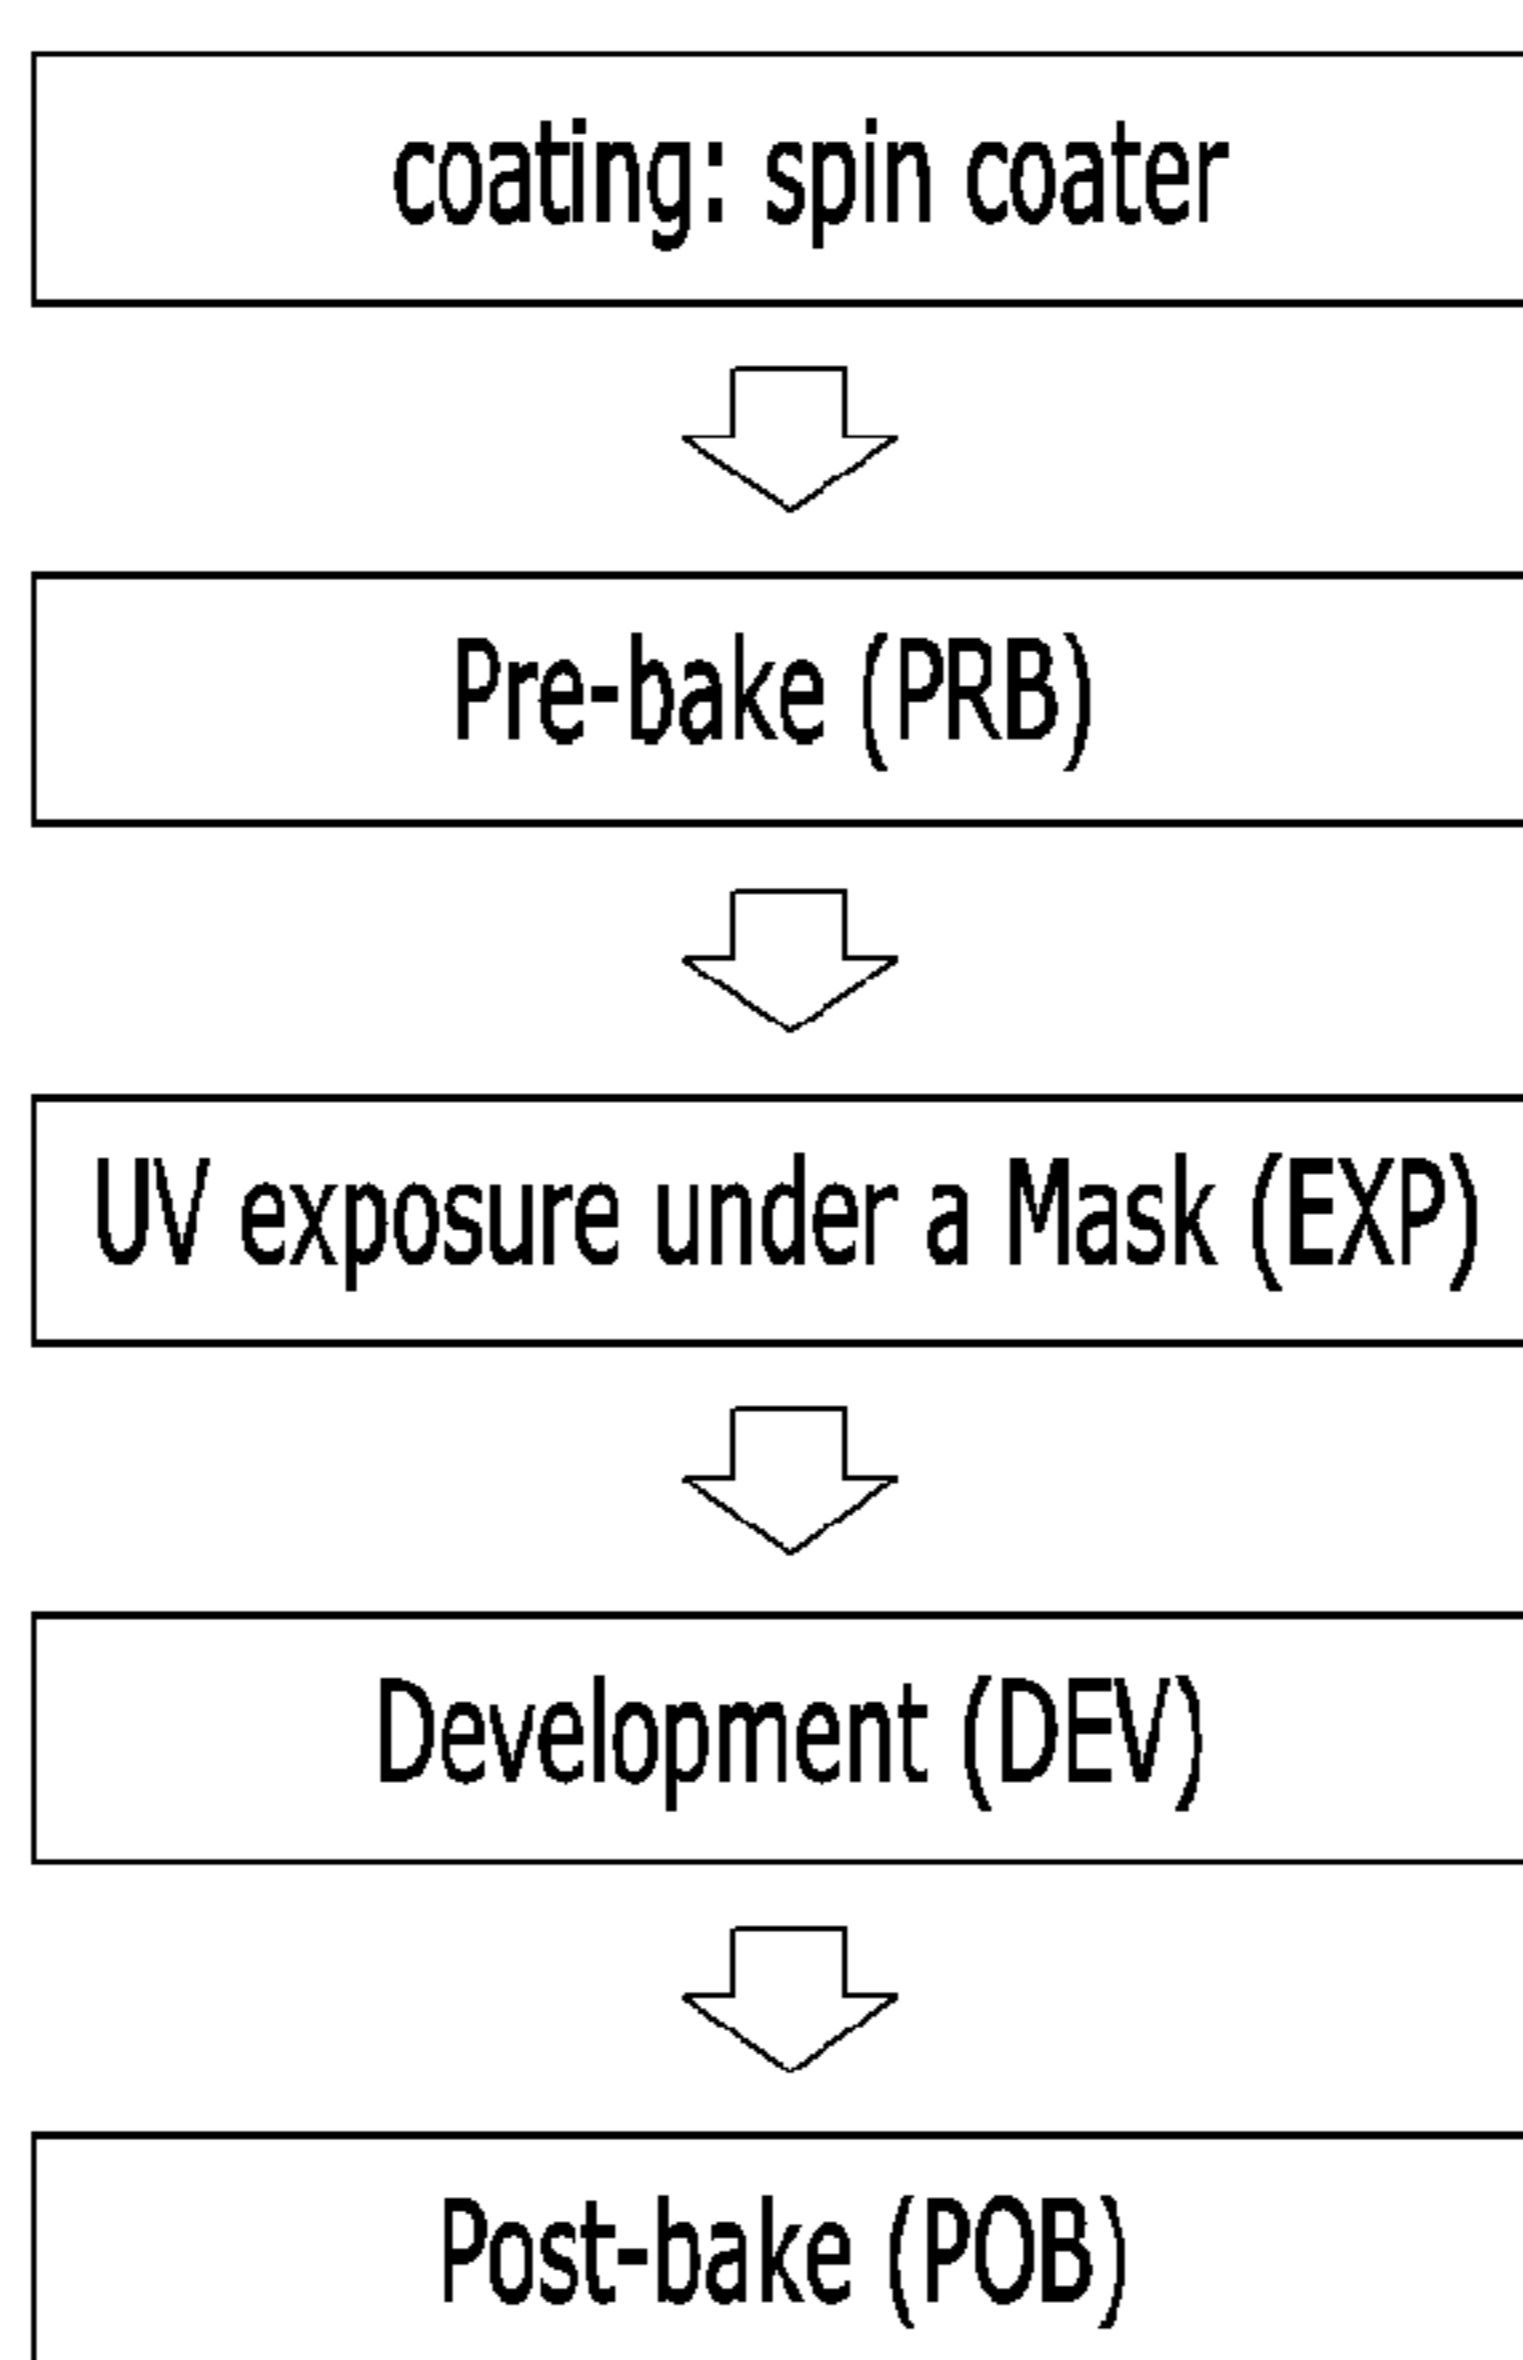 coating: spin coater
Pre-bake (PRB)
UV exposure under a Mask (EXP)
Development (DEV)
Post-bake (POB)